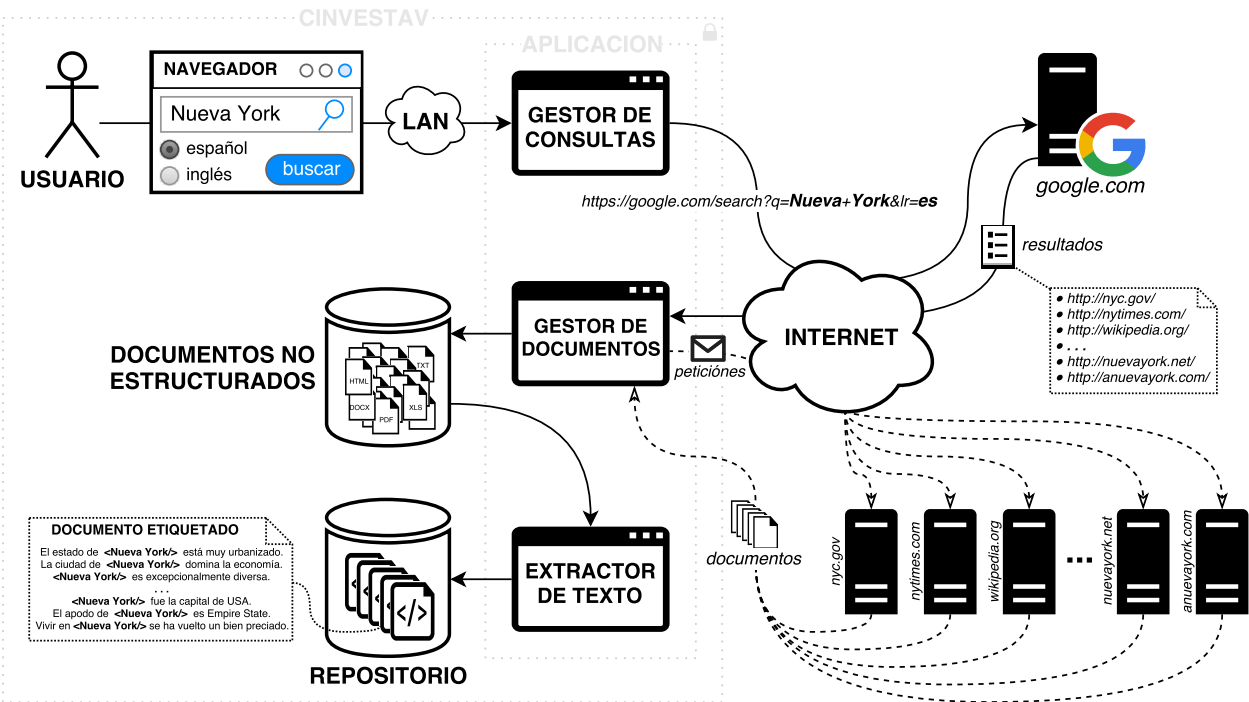 CINVESTAV
APLICACION
NAVEGADOR
Nueva York
español
inglés
buscar
USUARIO
LAN
GESTOR DE
CONSULTAS
https://google.com/search?q=Nueva+York&lr=es
google.com
resultados
• http://nyc.gov/
• http://nytimes.com/
• http://wikipedia.org/
• . . .
• http://nuevayork.net/
• http://anuevayork.com/
INTERNET
GESTOR DE
DOCUMENTOS
peticiónes
DOCUMENTOS NO
ESTRUCTURADOS
HTML
TXT
DOCX
PDF
XLS
documentos
nyc.gov
nytimes.com
wikipedia.org
...
nuevayork.net
anuevayork.com
EXTRACTOR
DE TEXTO
</>
REPOSITORIO
DOCUMENTO ETIQUETADO
El estado de <Nueva York/> está muy urbanizado.
La ciudad de <Nueva York/> domina la economía.
<Nueva York/> es excepcionalmente diversa.
. . .
<Nueva York/> fue la capital de USA.
El apodo de <Nueva York/> es Empire State.
Vivir en <Nueva York/> se ha vuelto un bien preciado.